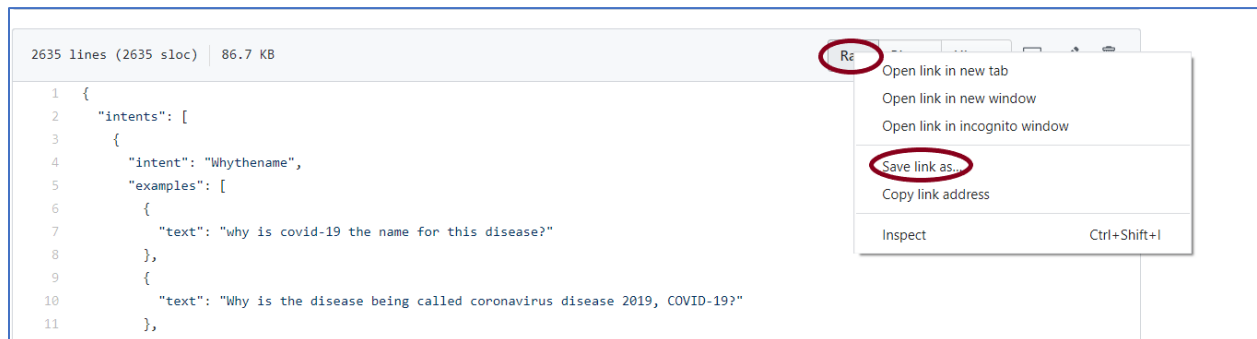 2635 lines (2635 sloc) 86.7 KB
Open link in new tab
Open link in new window
Open link in incognito window
Save link as...
Copy link address
Inspect Ctrl+Shift+I
1 {
2 "intents": [
3 {
4 "intent": "Whythename",
5 "examples": [
6 {
7 "text": "why is covid-19 the name for this disease?"
8 },
9 {
10 "text": "Why is the disease being called coronavirus disease 2019, COVID-19?"
11 },